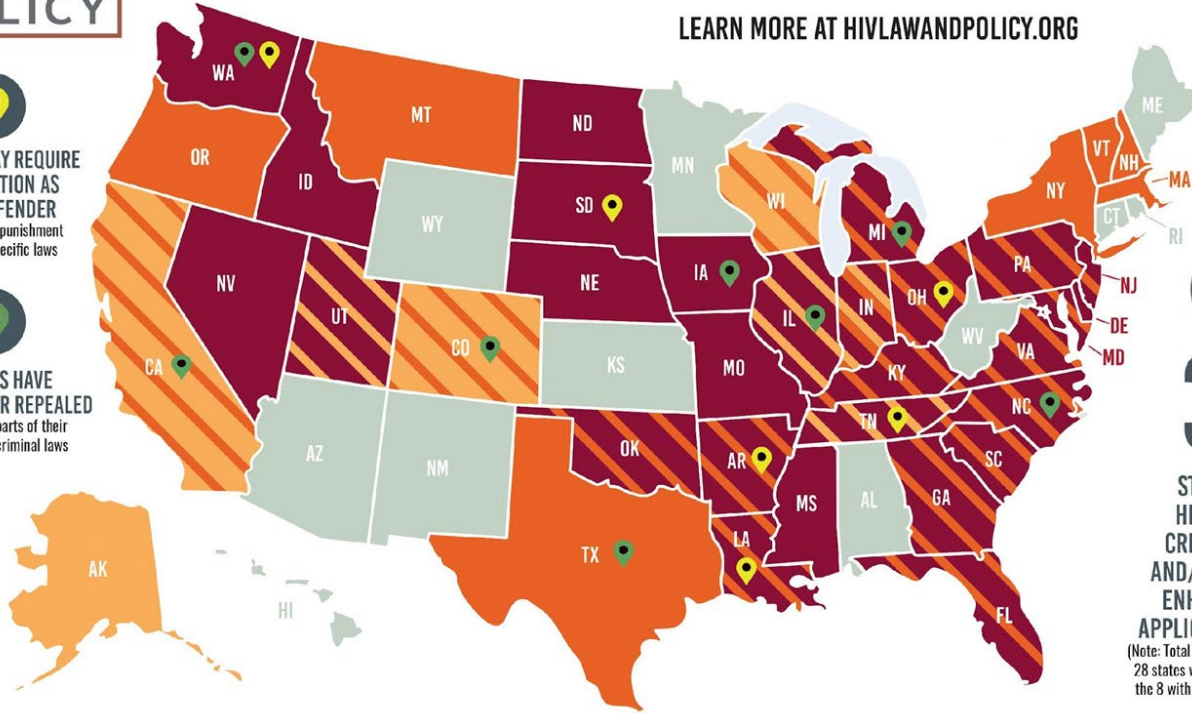 LICY
LEARN MORE AT HIVLAWANDPOLICY.ORG
AY REQUIRE
TION AS
FENDER
punishment
ecific laws
S HAVE
R REPEALED
parts of their
criminal laws
WA
MT
ND
MN
ME
OR
ID
SD
WI
VT
NH
NY
MA
WY
MI
CT
RI
IA
NE
PA
NV
UT
CO
IL
IN
OH
NJ
WV
DE
MD
VA
CA
KS
MO
KY
NC
TN
AZ
NM
OK
AR
SC
MS
AL
GA
LA
TX
AK
HI
FL
ST
HI
CRI
AND/
ENH
APPLI
(Note: Total
28 states w
the 8 with